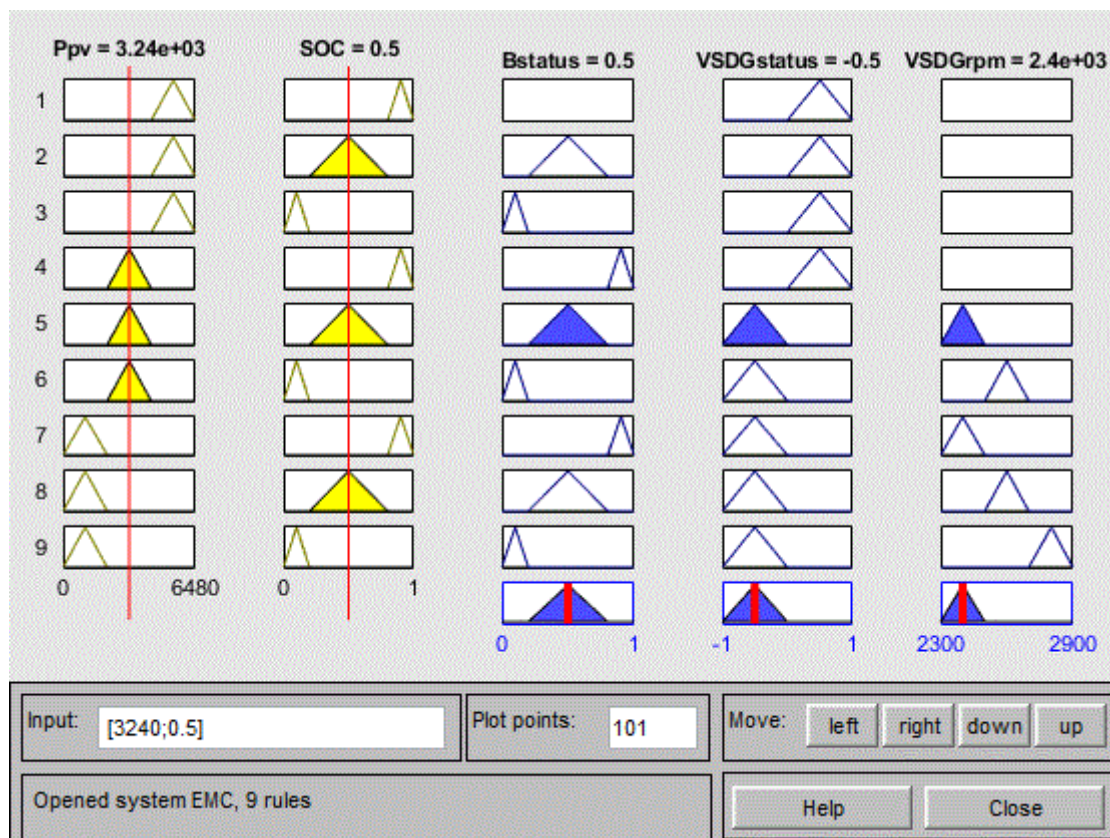 Ppv = 3.24e+03 SOC = 0.5 Bstatus = 0.5 VSDGstatus = -0.5 VSDGrpm = 2.4e+03
1
2
3
4
5
6
7
8
9
0 6480 0 1
0 1 -1 1 2300 2900
Input: [3240;0.5] Plot points: 101 Move: left right down up
Opened system EMC, 9 rules Help Close